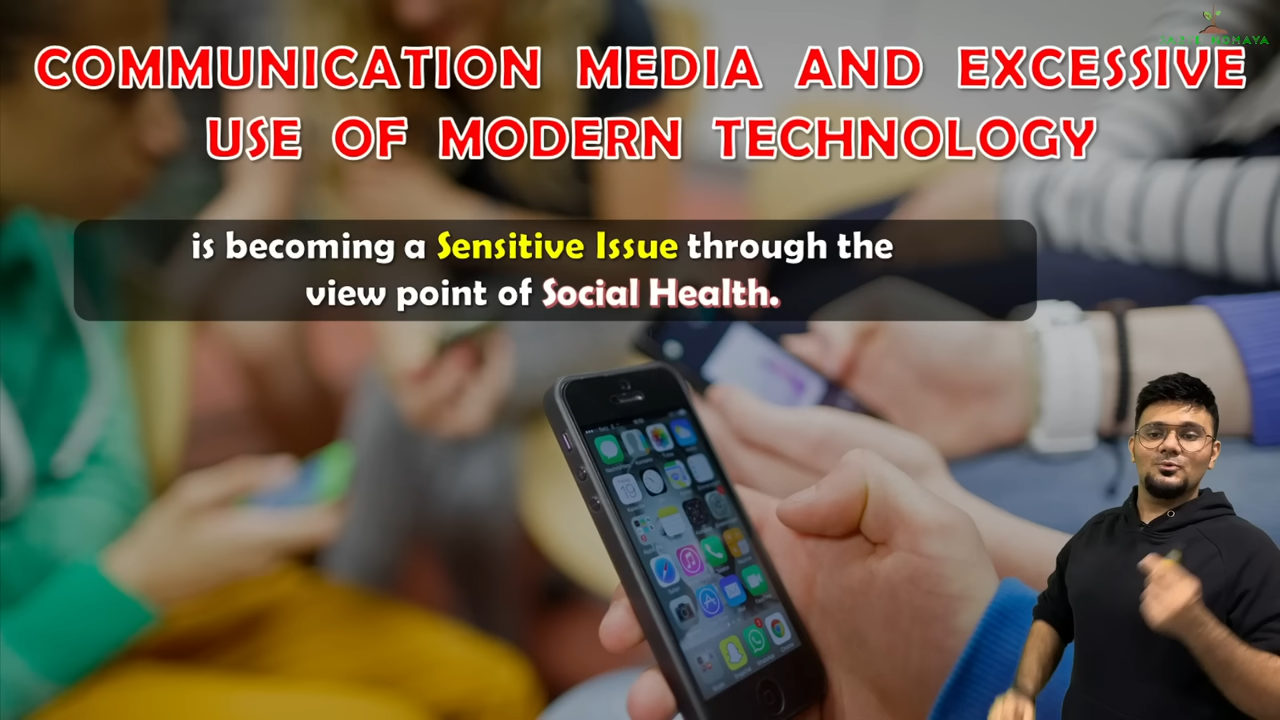 COMMUNICATION MEDIA AND EXCESSIVE
USE OF MODERN TECHNOLOGY
is becoming a Sensitive Issue through the
view point of Social Health.
19